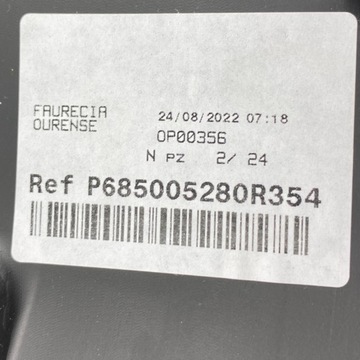 FAURECIA 24/08/2022 07:18
OURENSE OP00356
N PZ 2/ 24
Ref P685005280R354